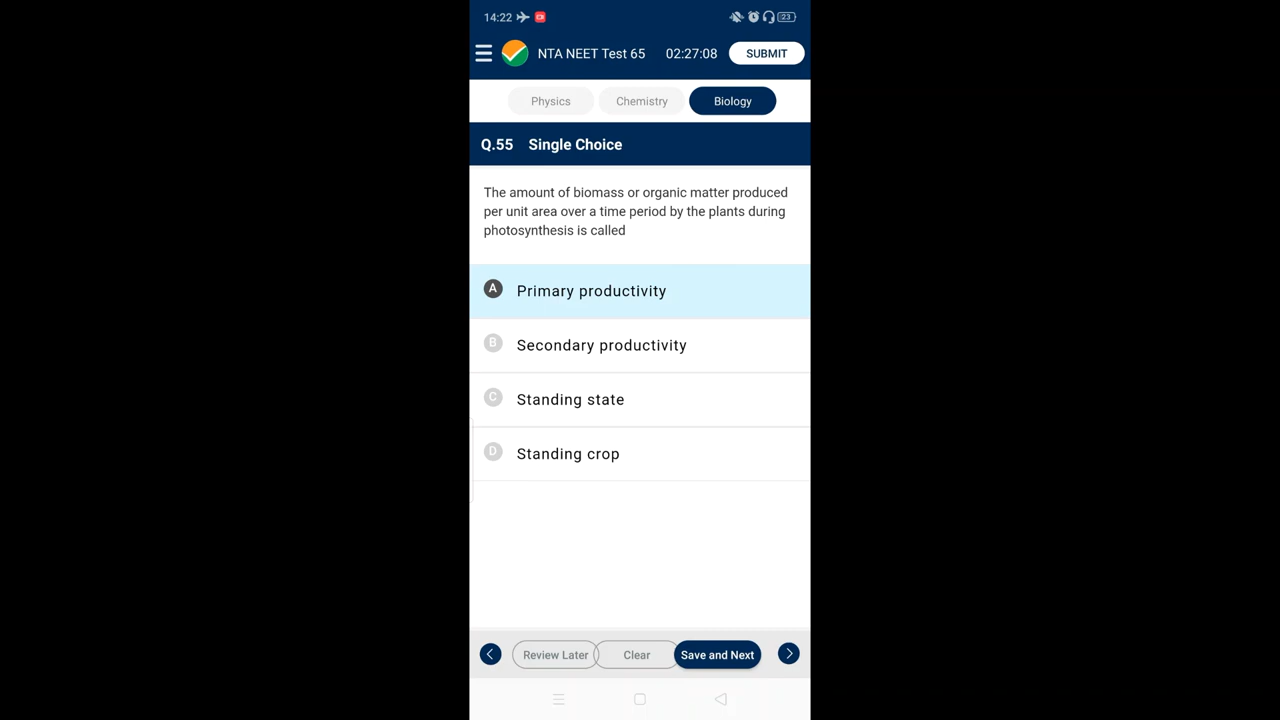 14:22 23
NTA NEET Test 65 02:27:08 SUBMIT
Physics Chemistry Biology
Q.55 Single Choice
The amount of biomass or organic matter produced
per unit area over a time period by the plants during
photosynthesis is called
A Primary productivity
B Secondary productivity
C Standing state
D Standing crop
Review Later Clear Save and Next